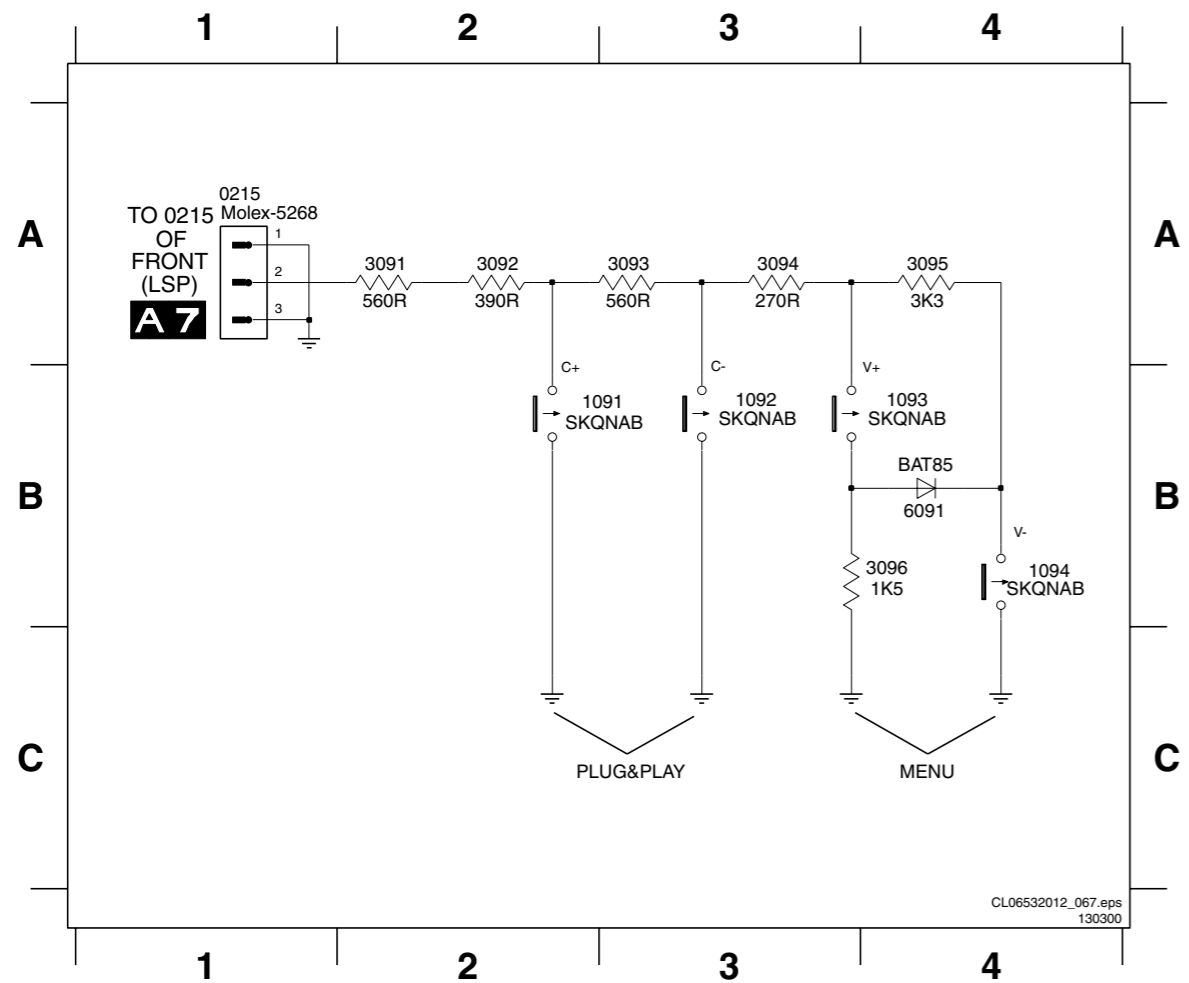 1 2 3 4
A A
0215
TO 0215 Molex-5268
OF
FRONT
(LSP)
A 7
1
2
3
3091 3092 3093 3094 3095
560R 390R 560R 270R 3K3
C+ C- V+
1091 1092 1093
SKQNAB SKQNAB SKQNAB
BAT85
B B
6091
V-
3096 1094
1K5 SKQNAB
C C
PLUG&PLAY MENU
CL06532012_067.eps
130300
1 2 3 4